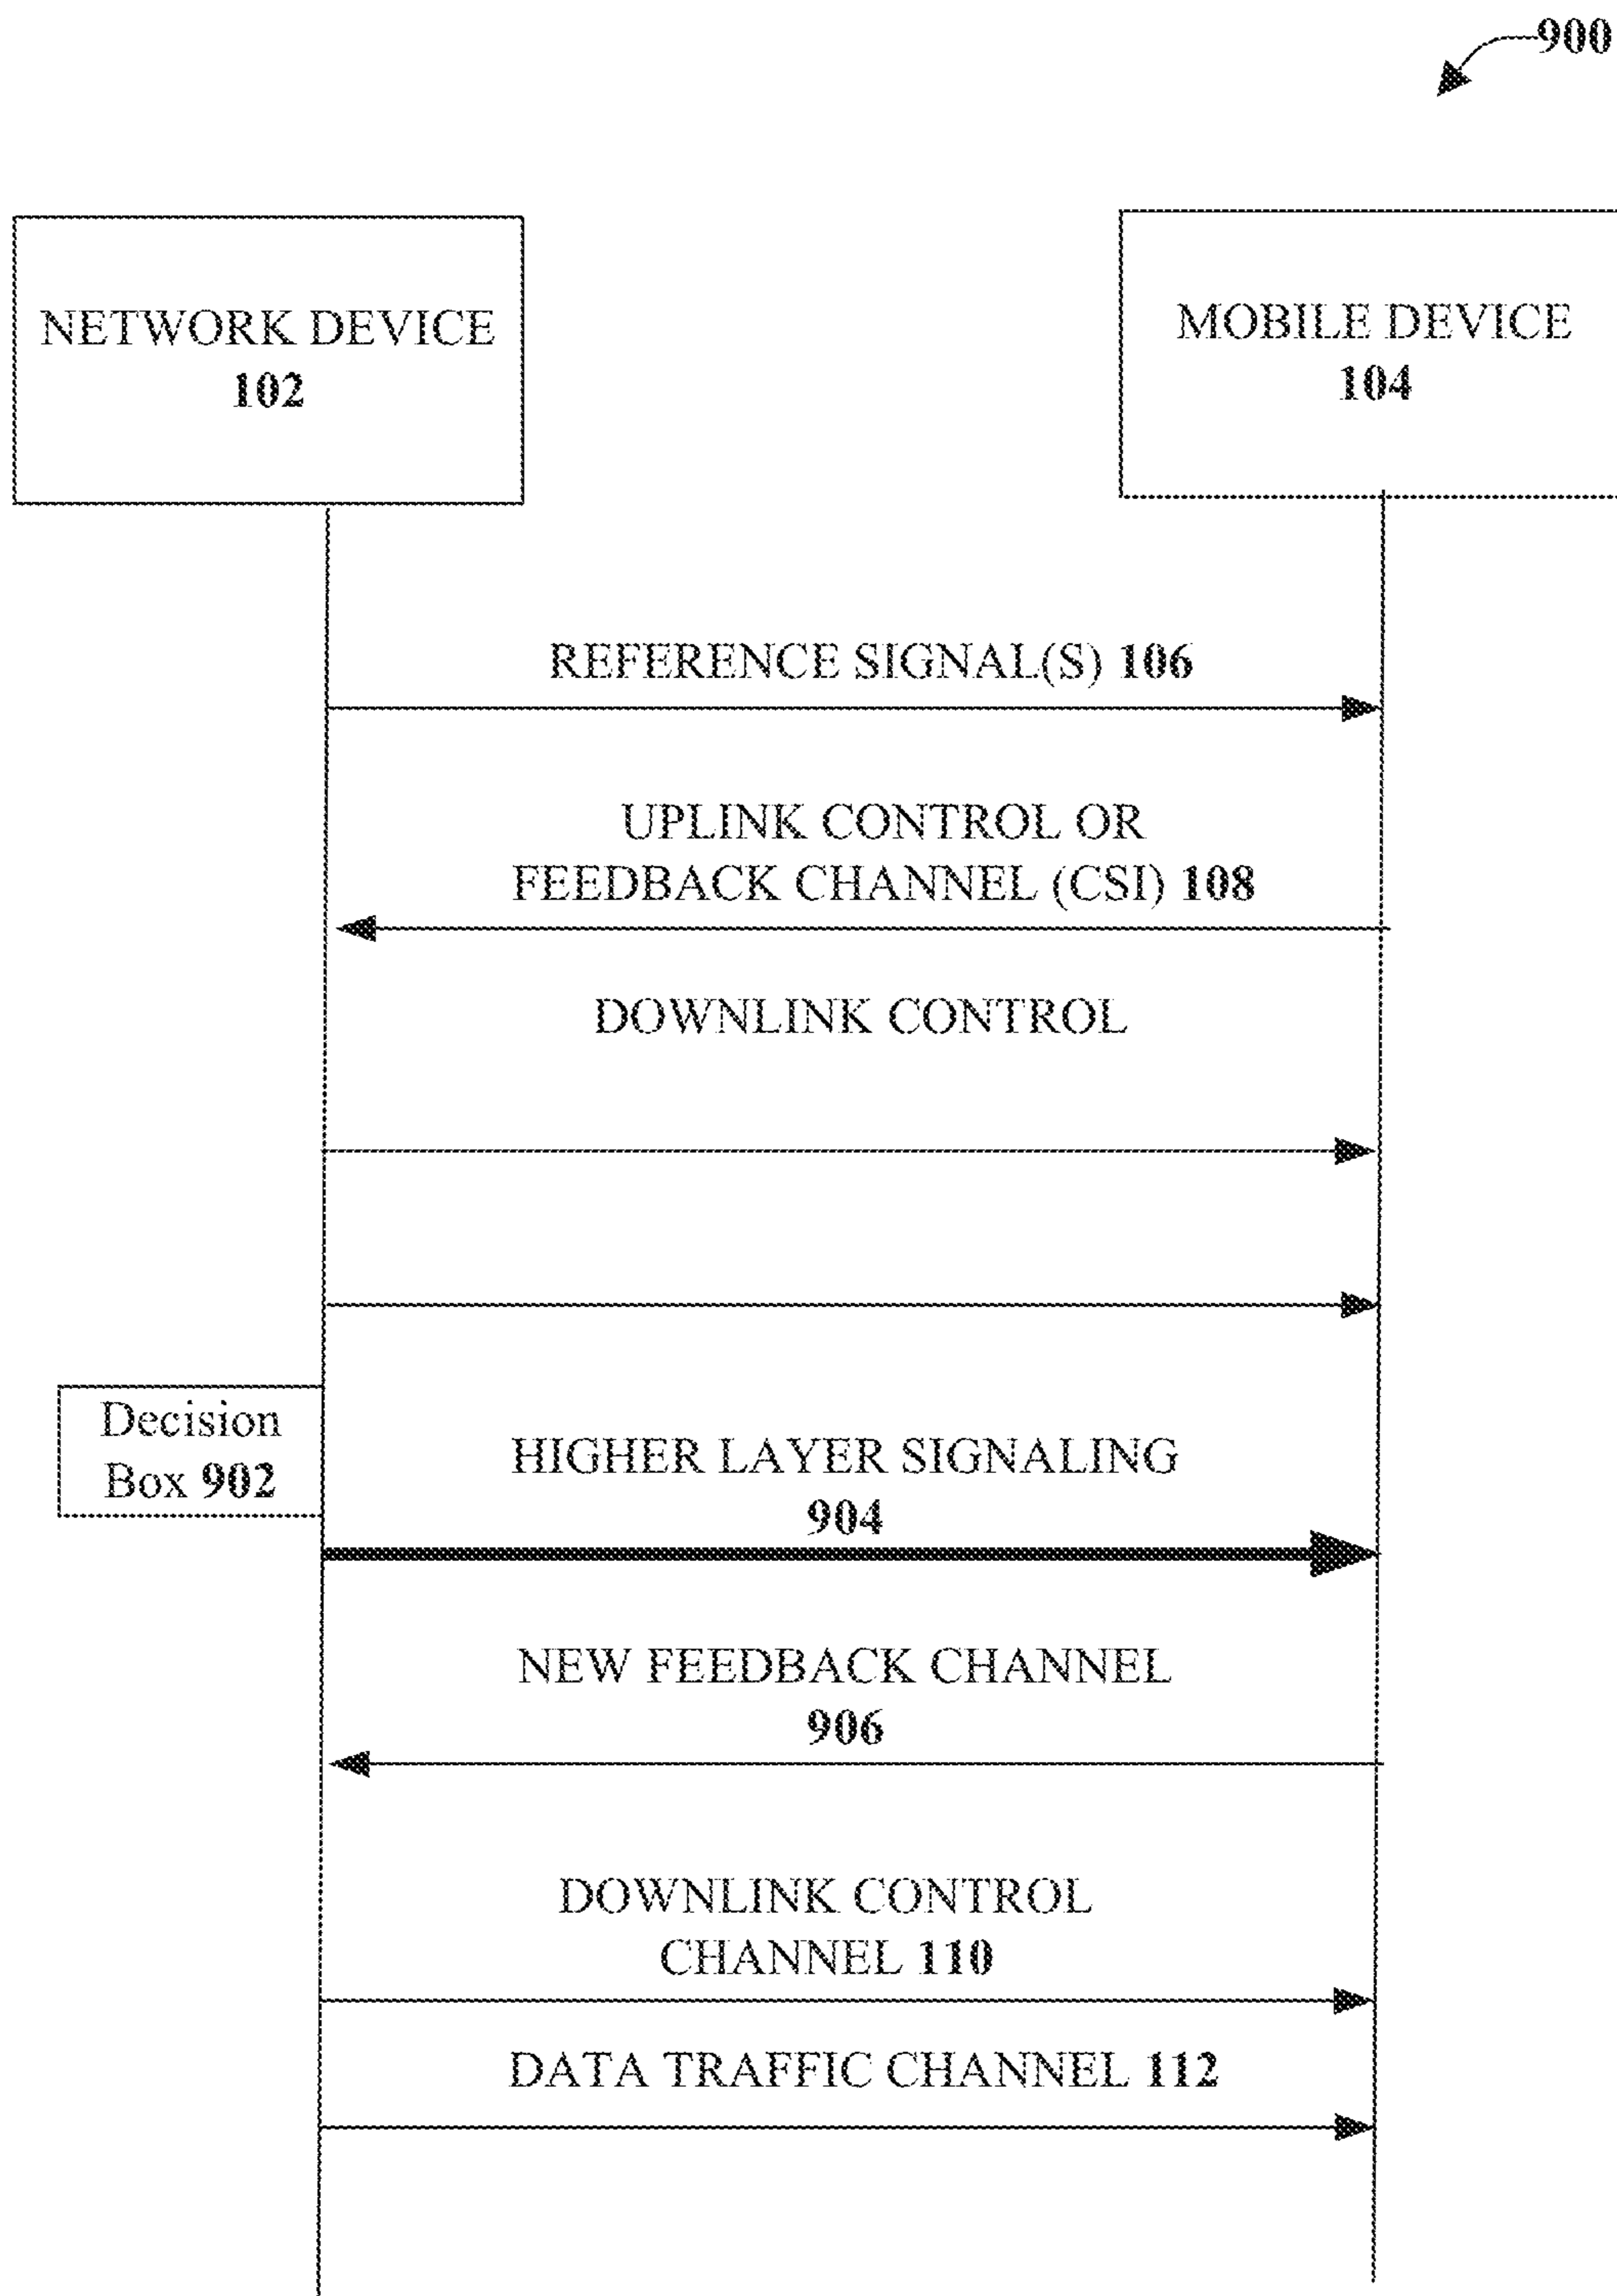 900
NETWORK DEVICE
102
MOBILE DEVICE
104
REFERENCE SIGNAL(S) 106
UPLINK CONTROL OR
FEEDBACK CHANNEL (CSI) 108
DOWNLINK CONTROL
Decision
Box 902
HIGHER LAYER SIGNALING
904
NEW FEEDBACK CHANNEL
906
DOWNLINK CONTROL
CHANNEL 110
DATA TRAFFIC CHANNEL 112